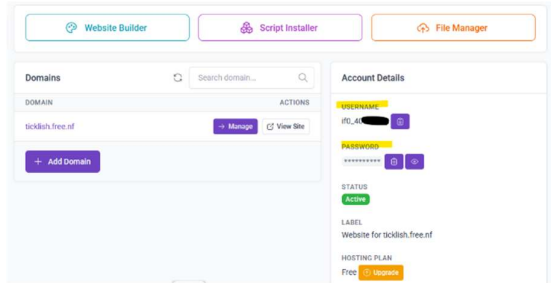 Website Builder
Script Installer
File Manager
Domains
Search domain...
DOMAIN
ACTIONS
ticklish.free.nf
Manage
View Site
+ Add Domain
Account Details
USERNAME
if0_40
PASSWORD
**********
STATUS
Active
LABEL
Website for ticklish.free.nf
HOSTING PLAN
Free
Upgrade